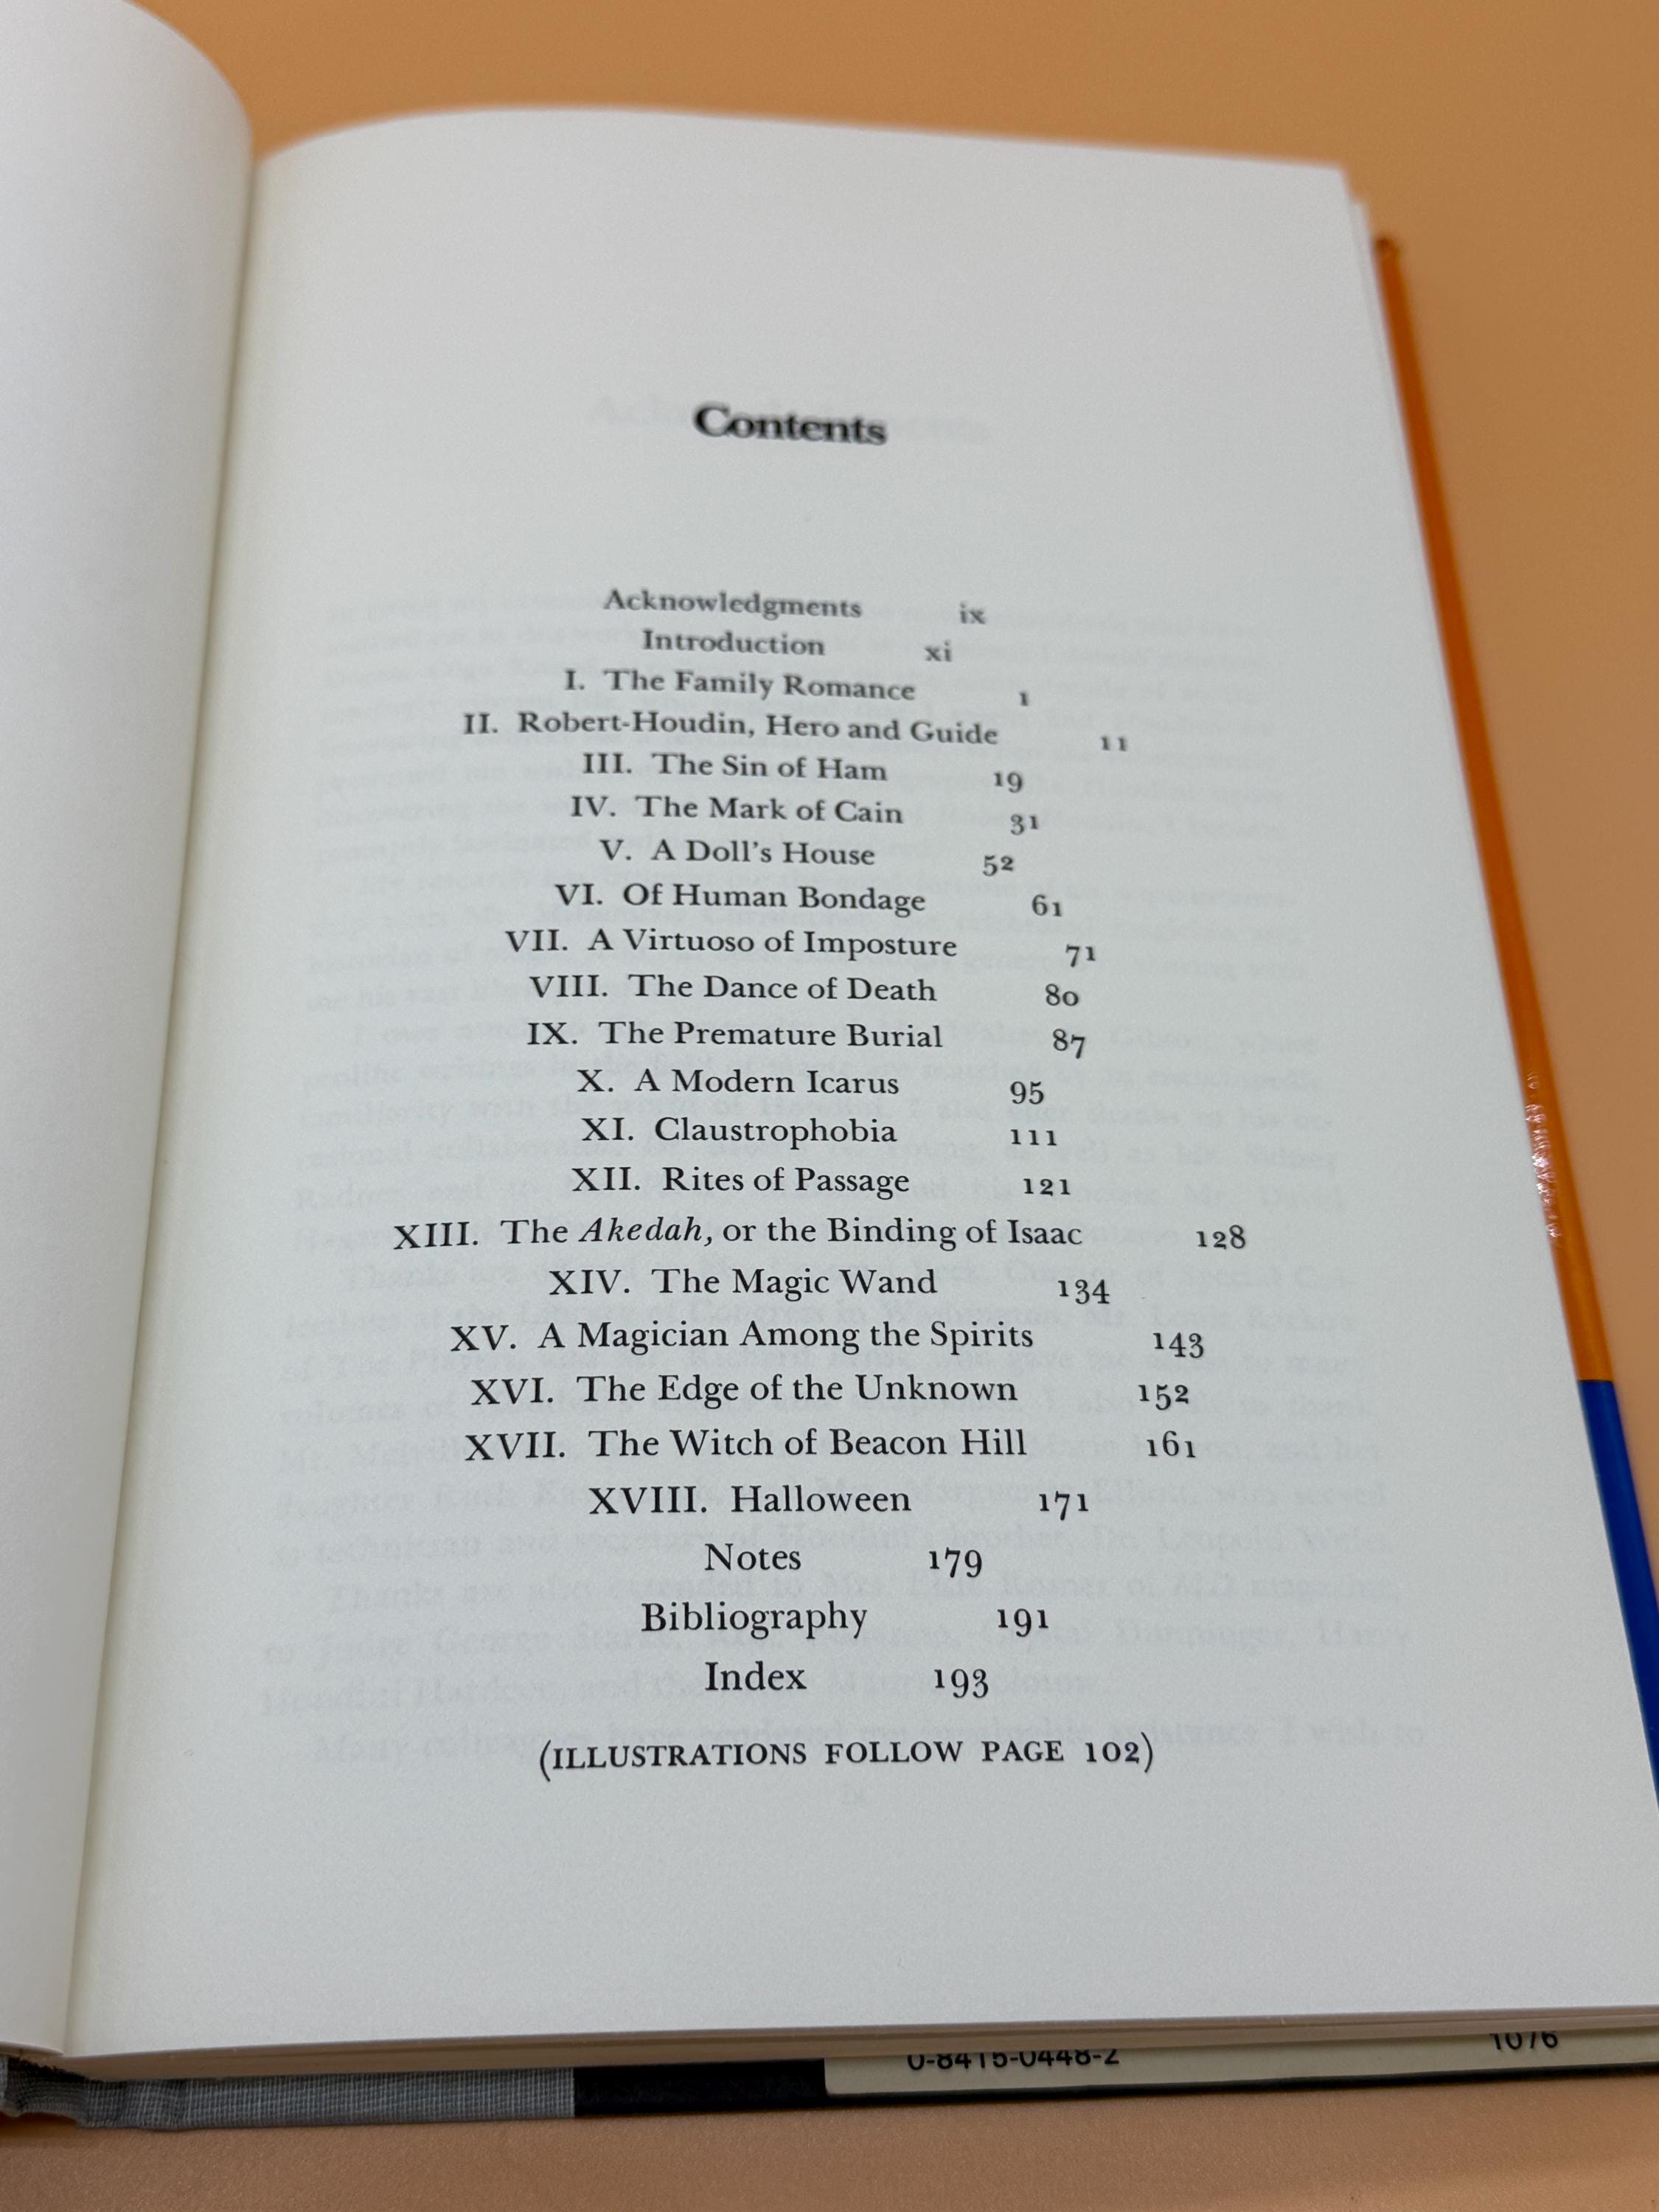 Contents
Acknowledgments ix
Introduction xi
I. The Family Romance 1
II. Robert-Houdin, Hero and Guide 11
III. The Sin of Ham 19
IV. The Mark of Cain 31
V. A Doll's House 52
VI. Of Human Bondage 61
VII. A Virtuoso of Imposture 71
VIII. The Dance of Death 80
IX. The Premature Burial 87
X. A Modern Icarus 95
XI. Claustrophobia 111
XII. Rites of Passage 121
XIII. The Akedah, or the Binding of Isaac 128
XIV. The Magic Wand 134
XV. A Magician Among the Spirits 143
XVI. The Edge of the Unknown 152
XVII. The Witch of Beacon Hill 161
XVIII. Halloween 171
Notes 179
Bibliography 191
Index 193
(ILLUSTRATIONS FOLLOW PAGE 102)
0-8415-0448-2 1076